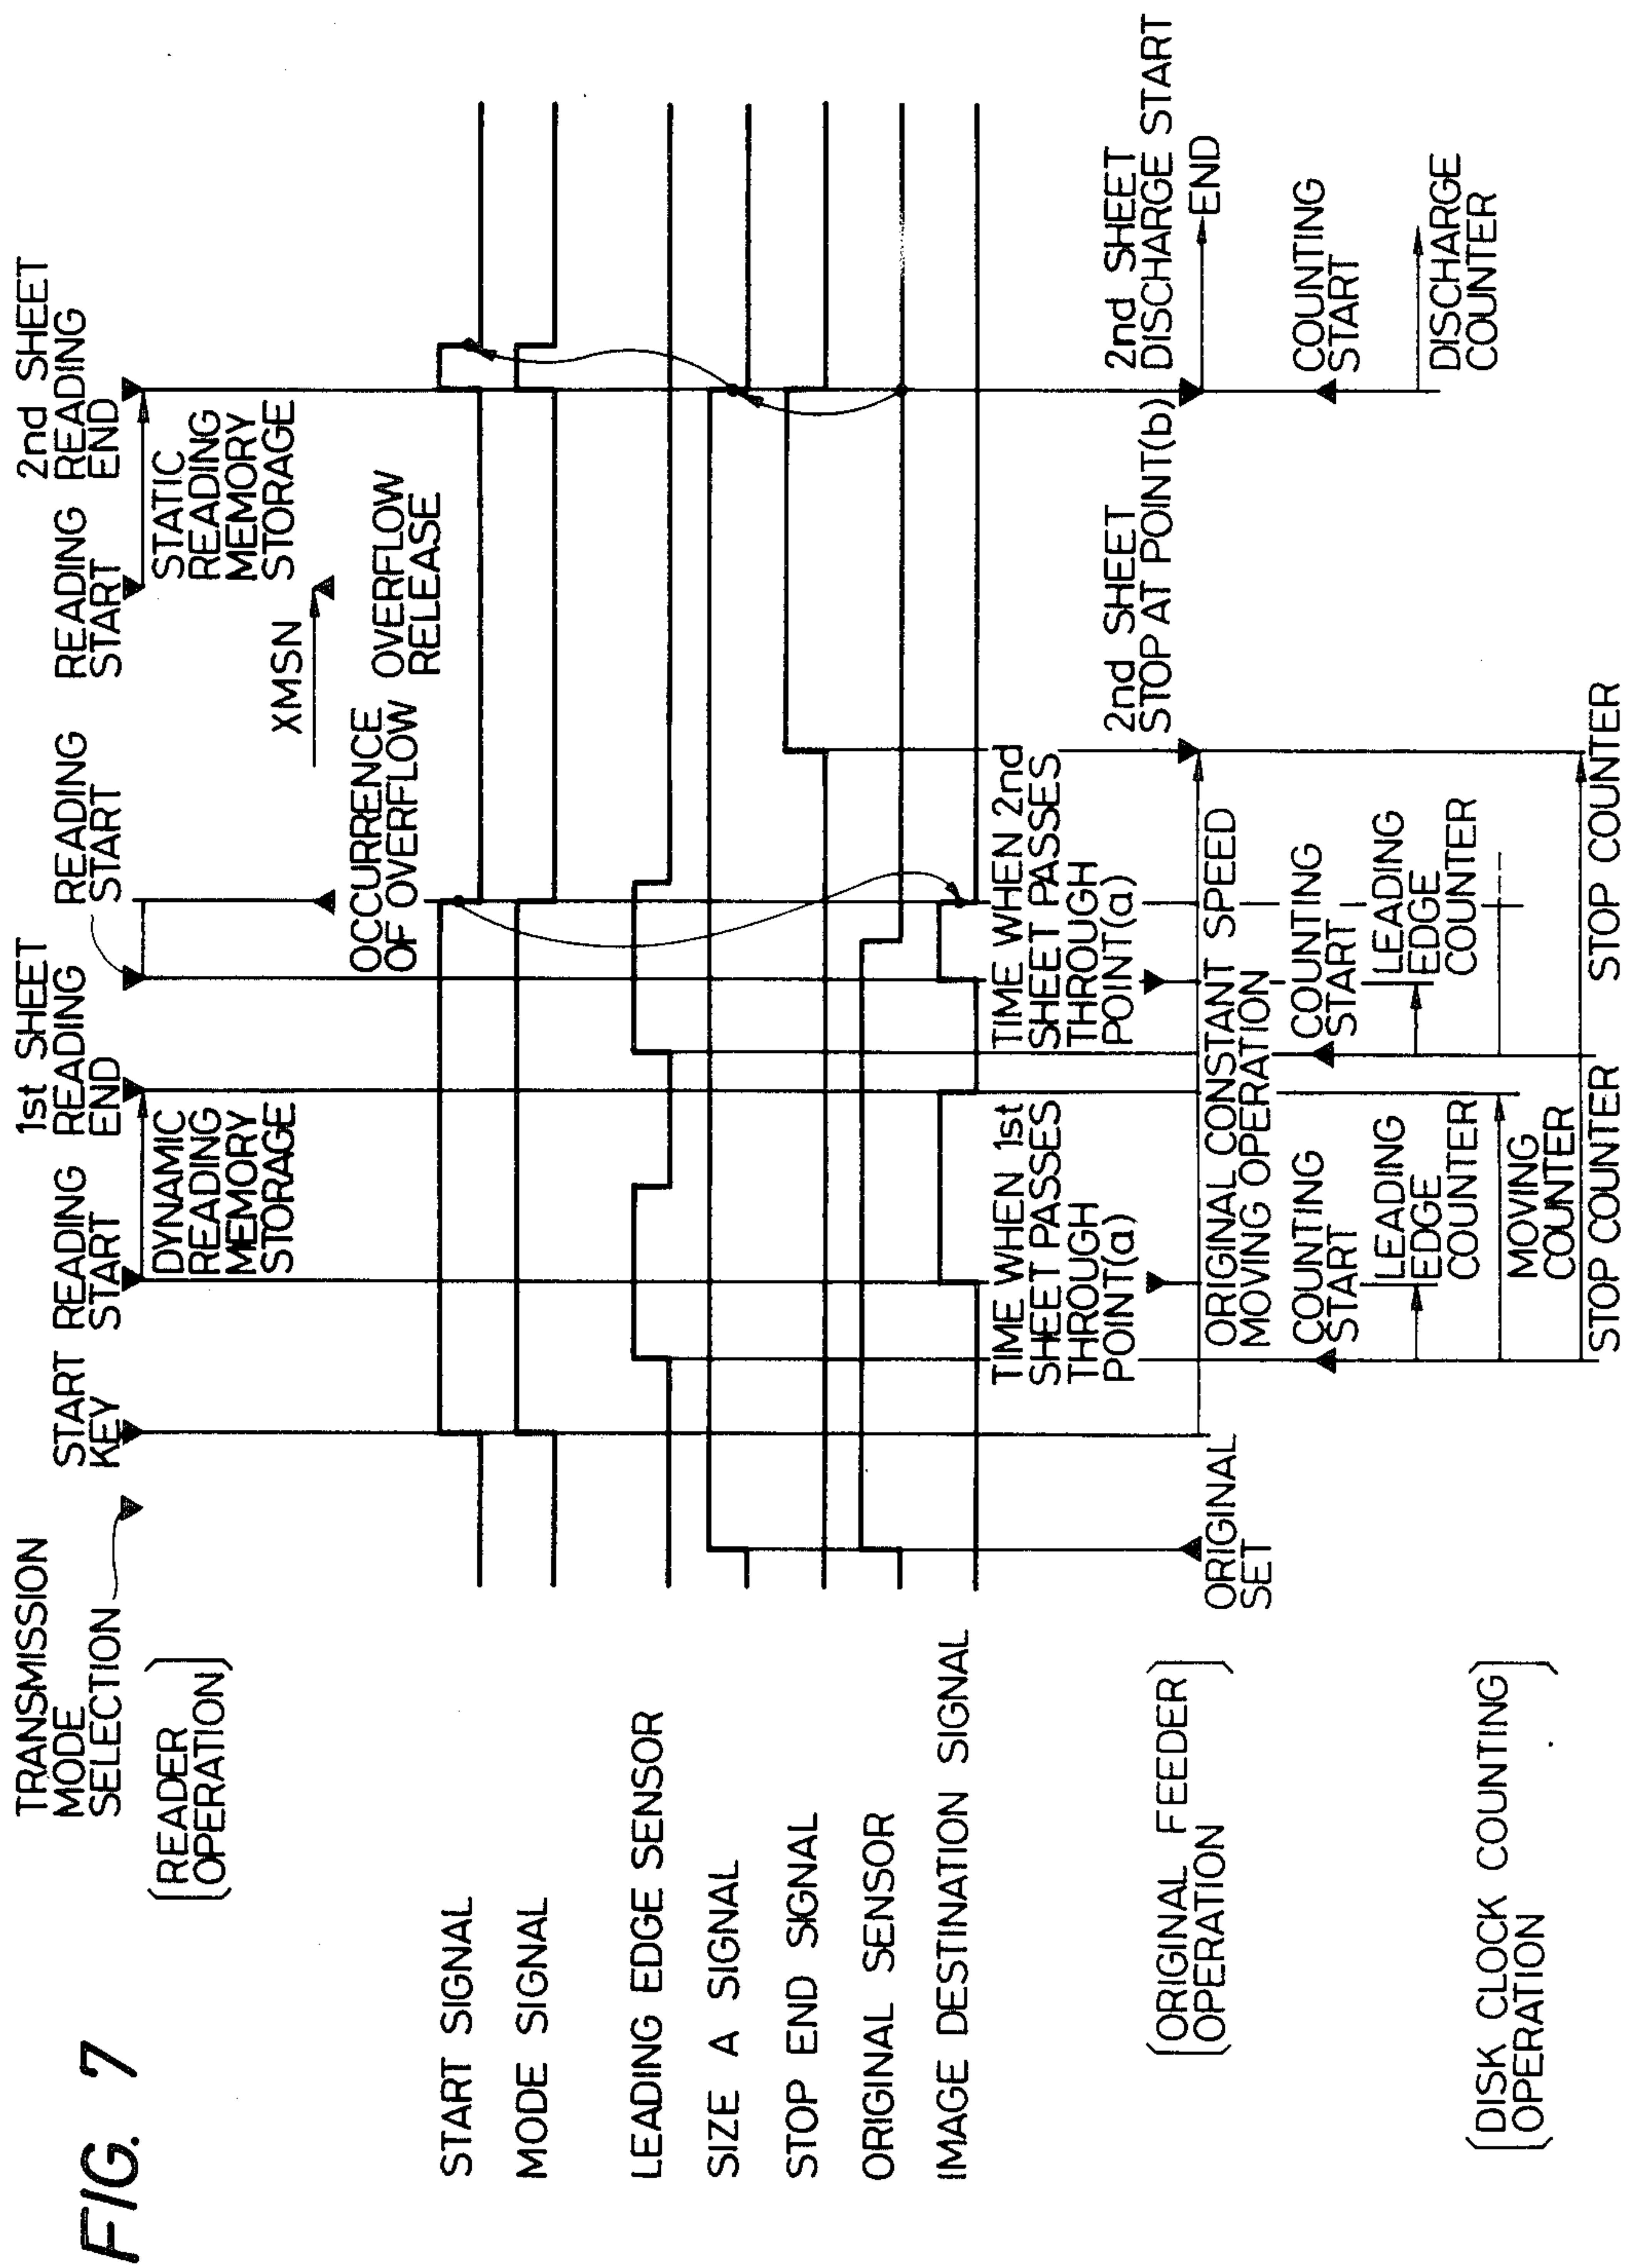 FIG. 7
TRANSMISSION
MODE
SELECTION
START
KEY
READING
START
1st SHEET
READING
END
READING
START
READING
START
2nd SHEET
READING
END
(READER
OPERATION)
DYNAMIC
READING
MEMORY
STORAGE
STATIC
READING
MEMORY
STORAGE
XMSN
OCCURRENCE
OF OVERFLOW
OVERFLOW
RELEASE
START SIGNAL
MODE SIGNAL
LEADING EDGE SENSOR
SIZE A SIGNAL
STOP END SIGNAL
ORIGINAL SENSOR
IMAGE DESTINATION SIGNAL
TIME WHEN 1st
SHEET PASSES
THROUGH
POINT(a)
TIME WHEN 2nd
SHEET PASSES
THROUGH
POINT(a)
2nd SHEET
STOP AT POINT(b)
2nd SHEET
DISCHARGE START
(ORIGINAL FEEDER
OPERATION)
ORIGINAL
SET
ORIGINAL CONSTANT SPEED
MOVING OPERATION
END
COUNTING
START
COUNTING
START
COUNTING
START
LEADING
EDGE
COUNTER
LEADING
EDGE
COUNTER
DISCHARGE
COUNTER
(DISK CLOCK COUNTING
OPERATION)
MOVING
COUNTER
STOP COUNTER
STOP COUNTER